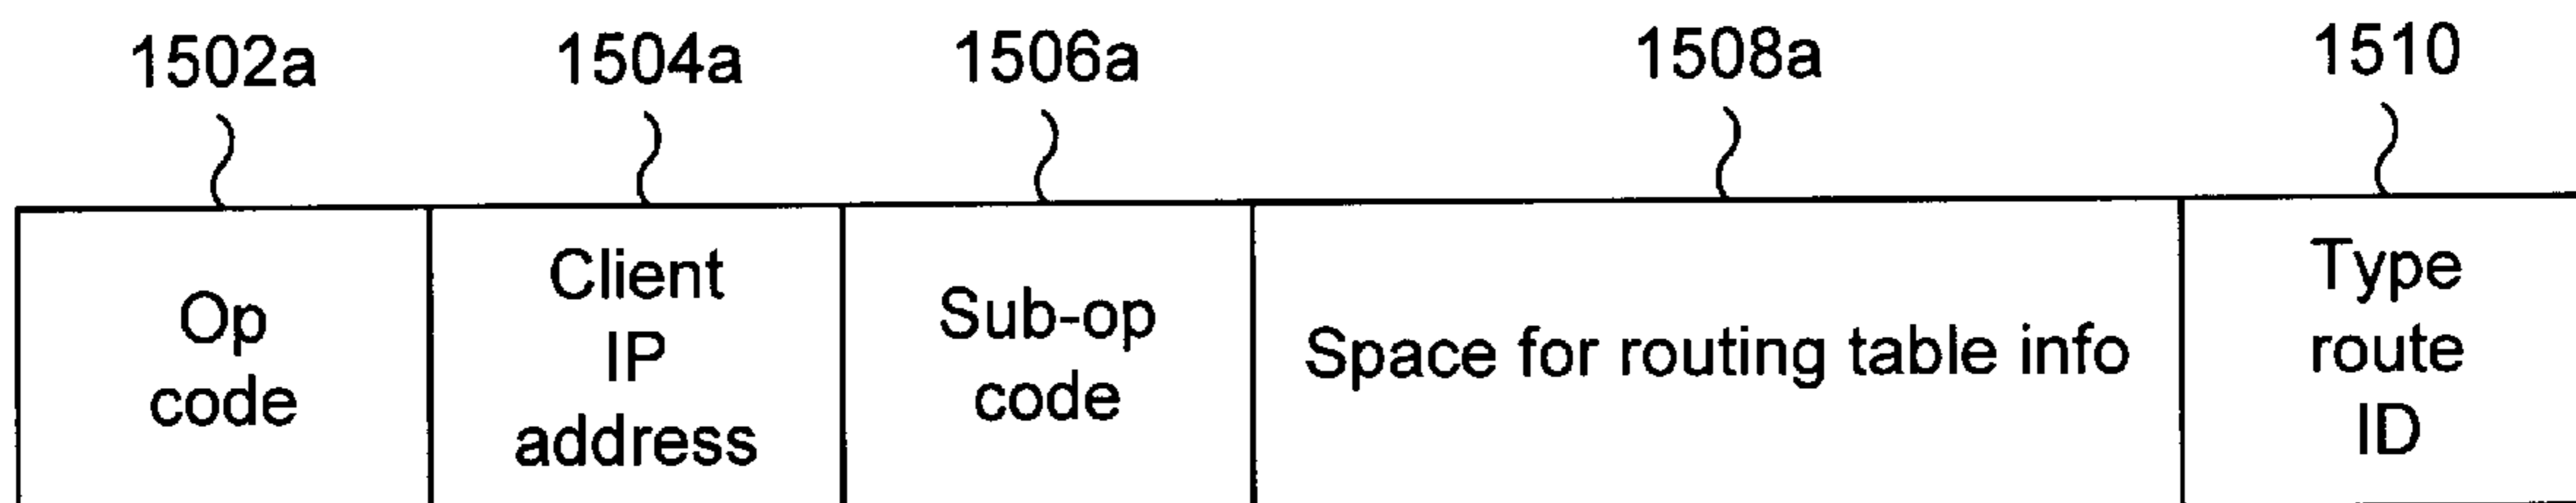 1502a 1504a 1506a 1508a 1510
Op
code
Client
IP
address
Sub-op
code
Space for routing table info
Type
route
ID